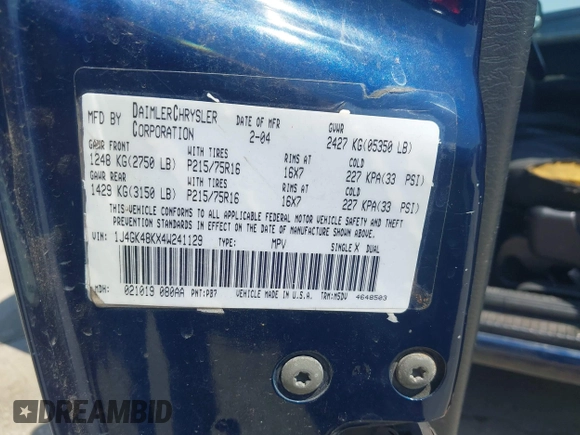 MFD BY DAIMLERCHRYSLER CORPORATION DATE OF MFR 2-04 GVWR 2427 KG(05350 LB)
GAWR FRONT WITH TIRES RIMS AT COLD
1248 KG(2750 LB) P215/75R16 16X7 227 KPA(33 PSI)
GAWR REAR WITH TIRES RIMS AT COLD
1429 KG(3150 LB) P215/75R16 16X7 227 KPA(33 PSI)
THIS-VEHICLE CONFORMS TO ALL APPLICABLE FEDERAL MOTOR VEHICLE SAFETY AND THEFT
PREVENTION STANDARDS IN EFFECT ON THE DATE OF MANUFACTURE SHOWN ABOVE.
VIN: 1J4GK48KX4W241129 TYPE: MPV SINGLE X DUAL
MDH: 021019 080AA PNT:PB7 VEHICLE MADE IN U.S.A. TRM:M5DV 4648503
DREAMBID